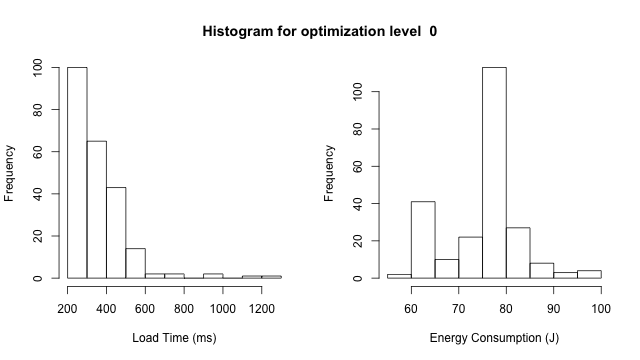 Histogram for optimization level  0
Frequency
0
20
40
60
80
100
200 400 600 800 1000 1200
Load Time (ms)
Frequency
0
20
40
60
80
100
60 70 80 90 100
Energy Consumption (J)